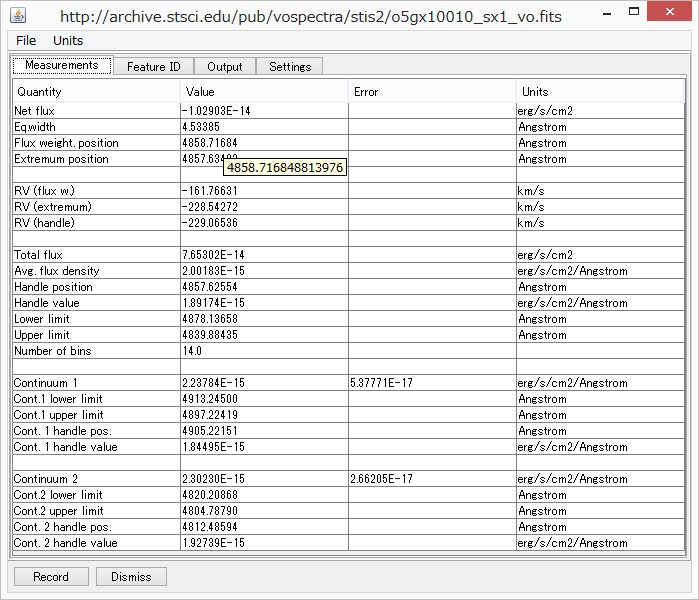 http://archive.stsci.edu/pub/vospectra/stis2/o5gx10010_sx1_vo.fits
File Units
Measurements Feature ID Output Settings
Quantity Value Error Units
Net flux -1.02903E-14 erg/s/cm2
Eq.width 4.53385 Angstrom
Flux weight. position 4858.71684 Angstrom
Extremum position Angstrom
4858.716848813976
RV (flux w.) -161.76631 km/s
RV (extremum) -228.54272 km/s
RV (handle) -229.06536 km/s
Total flux 7.65302E-14 erg/s/cm2
Avg. flux density 2.00183E-15 erg/s/cm2/Angstrom
Handle position 4857.62554 Angstrom
Handle value 1.89174E-15 erg/s/cm2/Angstrom
Lower limit 4878.13658 Angstrom
Upper limit 4839.88435 Angstrom
Number of bins 14.0
Continuum 1 2.23784E-15 5.37771E-17 erg/s/cm2/Angstrom
Cont.1 lower limit 4913.24500 Angstrom
Cont.1 upper limit 4897.22419 Angstrom
Cont. 1 handle pos. 4905.22151 Angstrom
Cont. 1 handle value 1.84495E-15 erg/s/cm2/Angstrom
Continuum 2 2.30230E-15 2.66205E-17 erg/s/cm2/Angstrom
Cont.2 lower limit 4820.20868 Angstrom
Cont.2 upper limit 4804.78790 Angstrom
Cont. 2 handle pos. 4812.48594 Angstrom
Cont. 2 handle value 1.92739E-15 erg/s/cm2/Angstrom
Record Dismiss